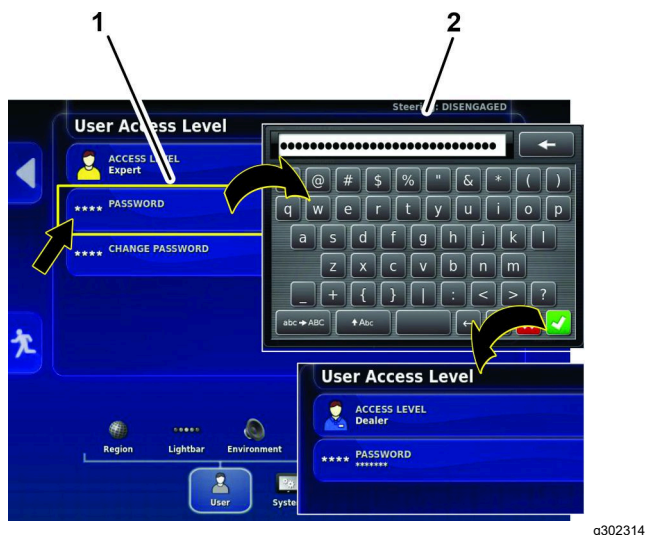 1
2
Steer : DISENGAGED
User Access Level
ACCESS LEVEL
Expert
**** PASSWORD
**** CHANGE PASSWORD
••••••••••••••••••••••••••••••
@ # $ % " & * ( )
q w e r t y u i o p
a s d f g h j k l
z x c v b n m
_ + { } | : < > ?
abc → ABC
Abc
User Access Level
ACCESS LEVEL
Dealer
**** PASSWORD
*******
Region
Lightbar
Environment
User
Syste
g302314